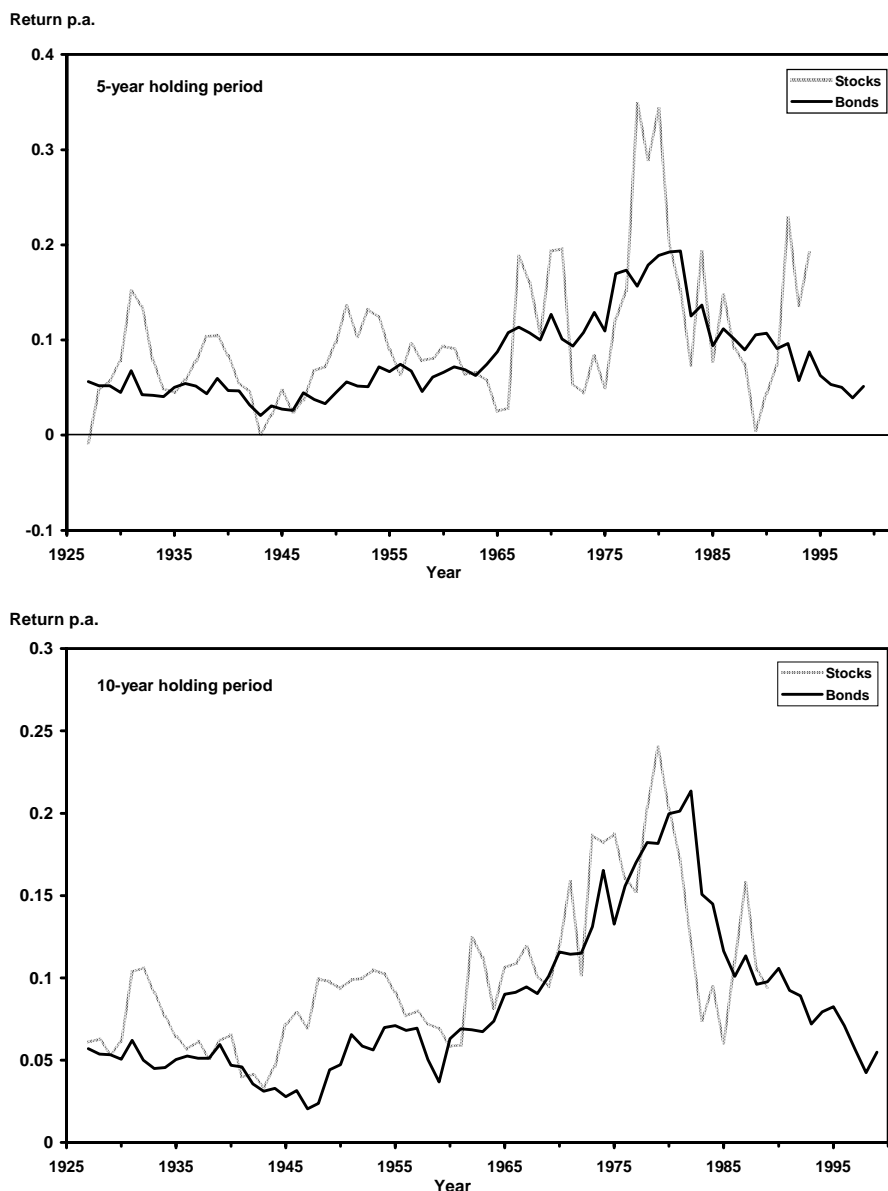 Return p.a.
0.4
5-year holding period
Stocks
Bonds
0.3
0.2
0.1
0
-0.1
1925 1935 1945 1955 1965 1975 1985 1995
Year
Return p.a.
0.3
10-year holding period
Stocks
Bonds
0.25
0.2
0.15
0.1
0.05
0
1925 1935 1945 1955 1965 1975 1985 1995
Year